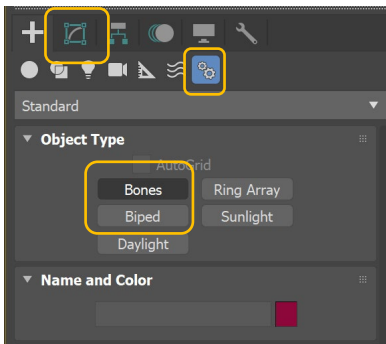 Standard
Object Type
AutoGrid
Bones Ring Array
Biped Sunlight
Daylight
Name and Color